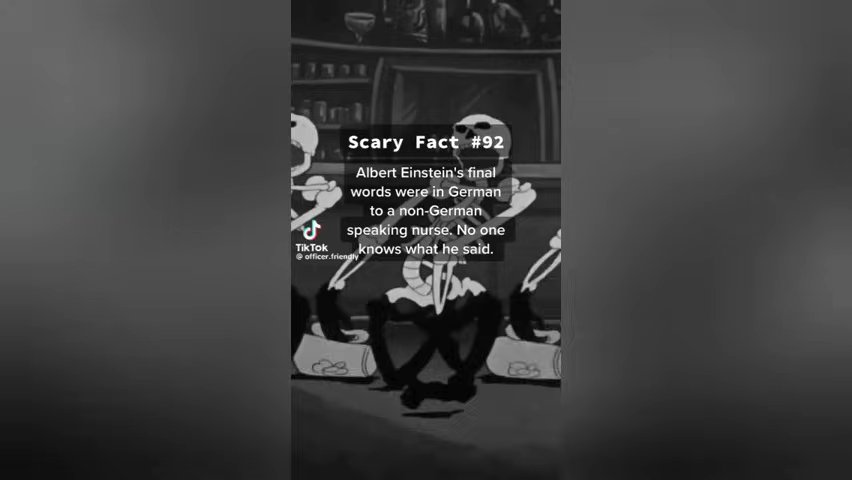 Scary Fact #92
Albert Einstein's final
words were in German
to a non-German
speaking nurse. No one
knows what he said.
TikTok
@ officer.friendly